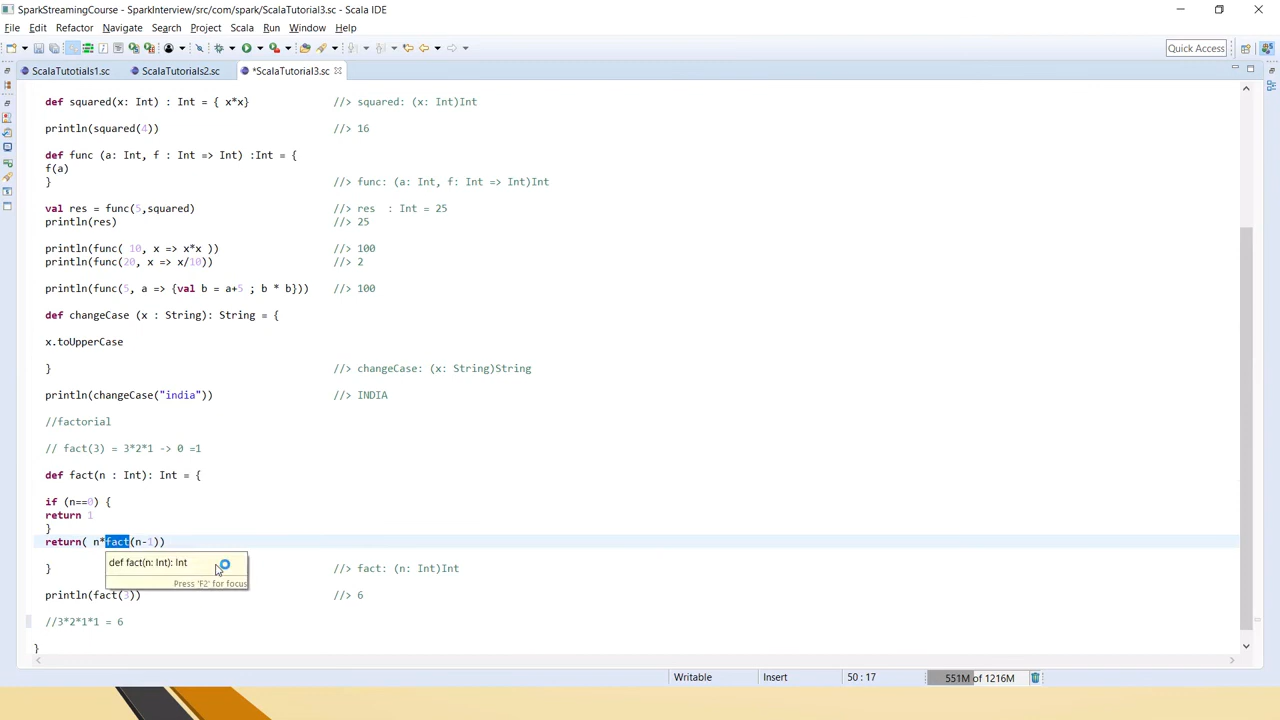 SparkStreamingCourse - SparkInterview/src/com/spark/ScalaTutorial3.sc - Scala IDE
File Edit Refactor Navigate Search Project Scala Run Window Help
Quick Access
ScalaTutotials1.sc ScalaTutorials2.sc *ScalaTutorial3.sc
def squared(x: Int) : Int = { x*x} //> squared: (x: Int)Int
println(squared(4)) //> 16
def func (a: Int, f : Int => Int) :Int = {
f(a)
} //> func: (a: Int, f: Int => Int)Int
val res = func(5,squared) //> res  : Int = 25
println(res) //> 25
println(func( 10, x => x*x )) //> 100
println(func(20, x => x/10)) //> 2
println(func(5, a => {val b = a+5 ; b * b})) //> 100
def changeCase (x : String): String = {
x.toUpperCase
} //> changeCase: (x: String)String
println(changeCase("india")) //> INDIA
//factorial
// fact(3) = 3*2*1 -> 0 =1
def fact(n : Int): Int = {
if (n==0) {
return 1
}
return( n*fact(n-1))
def fact(n: Int): Int
Press 'F2' for focus
} //> fact: (n: Int)Int
println(fact(3)) //> 6
//3*2*1*1 = 6
}
Writable Insert 50 : 17 551M of 1216M